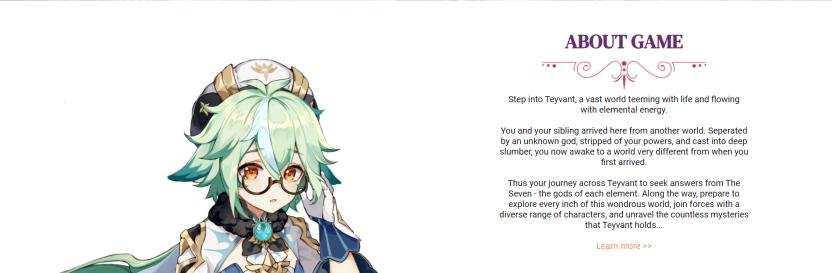 ABOUT GAME
Step into Teyvant, a vast world teeming with life and flowing
with elemental energy.
You and your sibling arrived here from another world. Seperated
by an unknown god, stripped of your powers, and cast into deep
slumber, you now awake to a world very different from when you
first arrived.
Thus your journey across Teyvant to seek answers from The
Seven - the gods of each element. Along the way, prepare to
explore every inch of this wondrous world, join forces with a
diverse range of characters, and unravel the countless mysteries
that Teyvant holds...
Learn more >>